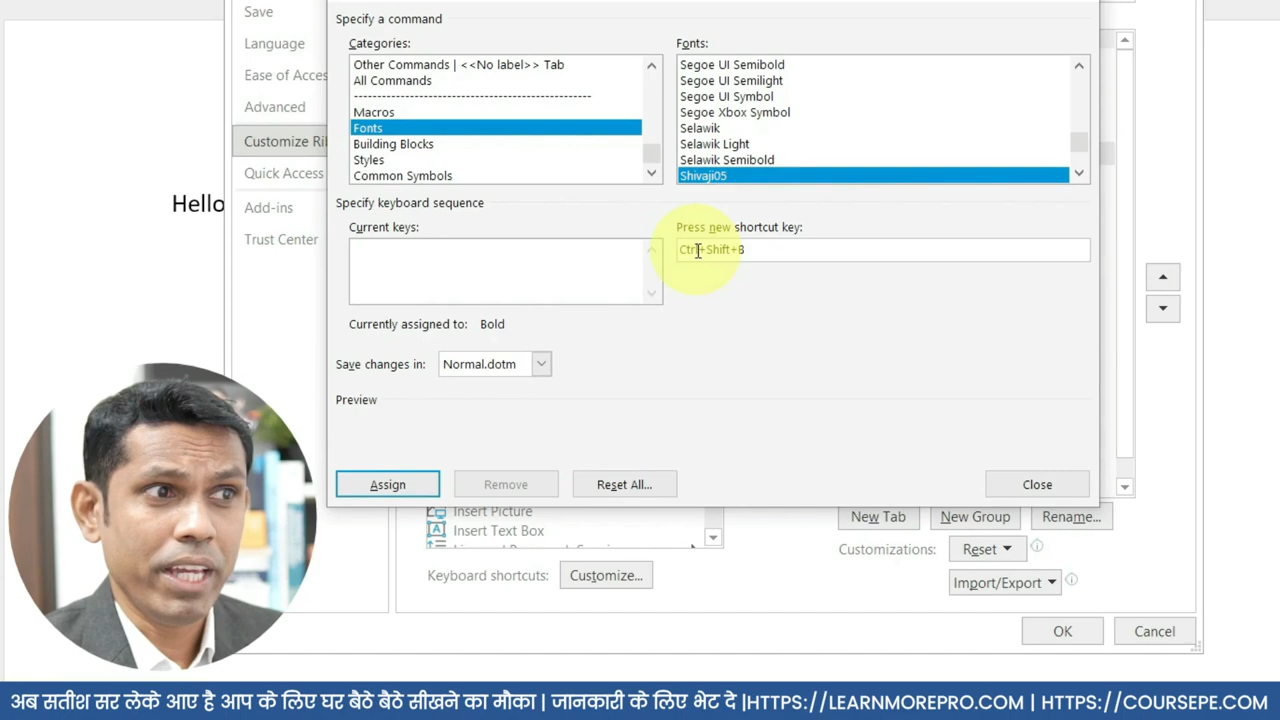 Save
Language
Ease of Acces
Advanced
Customize Ri
Quick Access
Add-ins
Trust Center
Hello
Specify a command
Categories:
Other Commands | <<No label>> Tab
All Commands
--------------------------------------------------
Macros
Fonts
Building Blocks
Styles
Common Symbols
Fonts:
Segoe UI Semibold
Segoe UI Semilight
Segoe UI Symbol
Segoe Xbox Symbol
Selawik
Selawik Light
Selawik Semibold
Shivaji05
Specify keyboard sequence
Current keys:
Press new shortcut key:
Ctrl+Shift+B
Currently assigned to: Bold
Save changes in: Normal.dotm
Preview
Assign
Remove
Reset All...
Close
Insert Picture
Insert Text Box
New Tab
New Group
Rename...
Customizations: Reset
Keyboard shortcuts: Customize...
Import/Export
OK
Cancel
अब सतीश सर लेके आए है आप के लिए घर बैठे बैठे सीखने का मौका | जानकारी के लिए भेट दे |HTTPS://LEARNMOREPRO.COM | HTTPS://COURSEPE.COM